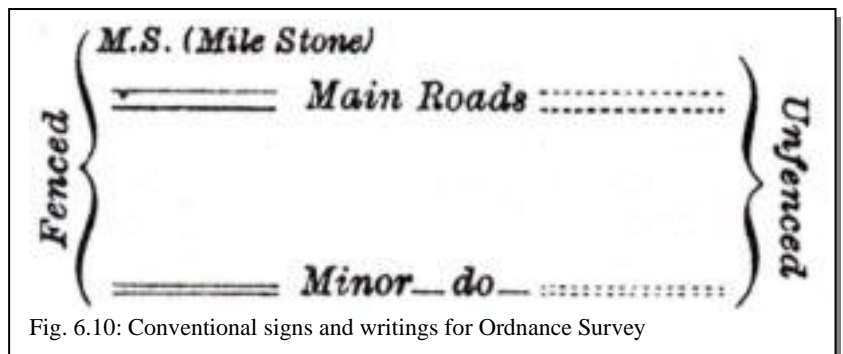 M.S. (Mile Stone)
Main Roads
Fenced
Unfenced
Minor_do_
Fig. 6.10: Conventional signs and writings for Ordnance Survey